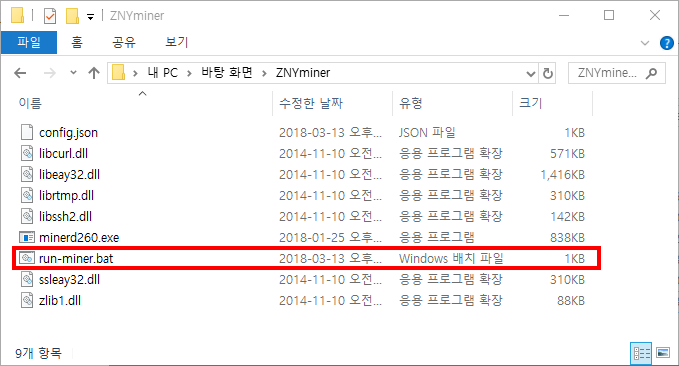 ZNYminer
파일 홈 공유 보기
내 PC 바탕 화면 ZNYminer ZNYmine...
이름 수정한 날짜 유형 크기
config.json 2018-03-13 오후... JSON 파일 1KB
libcurl.dll 2014-11-10 오전... 응용 프로그램 확장 571KB
libeay32.dll 2014-11-10 오전... 응용 프로그램 확장 1,416KB
librtmp.dll 2014-11-10 오전... 응용 프로그램 확장 310KB
libssh2.dll 2014-11-10 오전... 응용 프로그램 확장 142KB
minerd260.exe 2018-01-25 오후... 응용 프로그램 838KB
run-miner.bat 2018-03-13 오후... Windows 배치 파일 1KB
ssleay32.dll 2014-11-10 오전... 응용 프로그램 확장 310KB
zlib1.dll 2014-11-10 오전... 응용 프로그램 확장 88KB
9개 항목